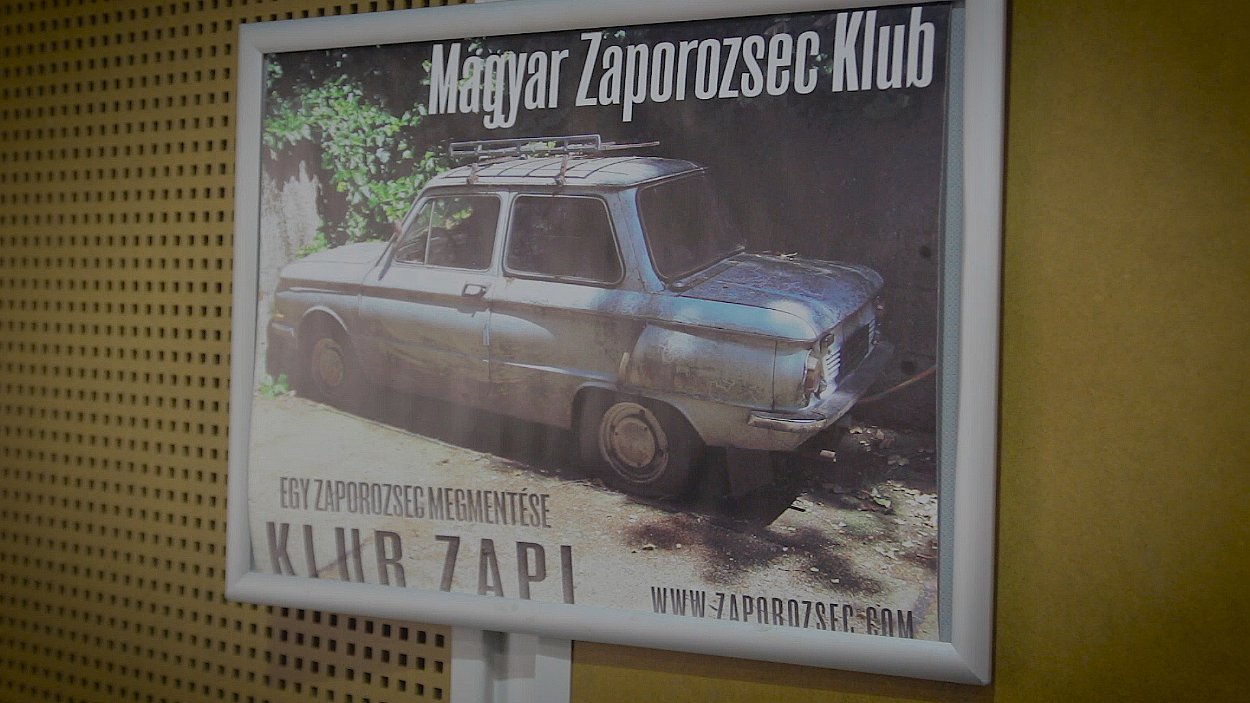 Magyar Zaporozsec Klub
EGY ZAPOROZSEC MEGMENTÉSE
KLUB ZAPI
WWW.ZAPOROZSEC.COM